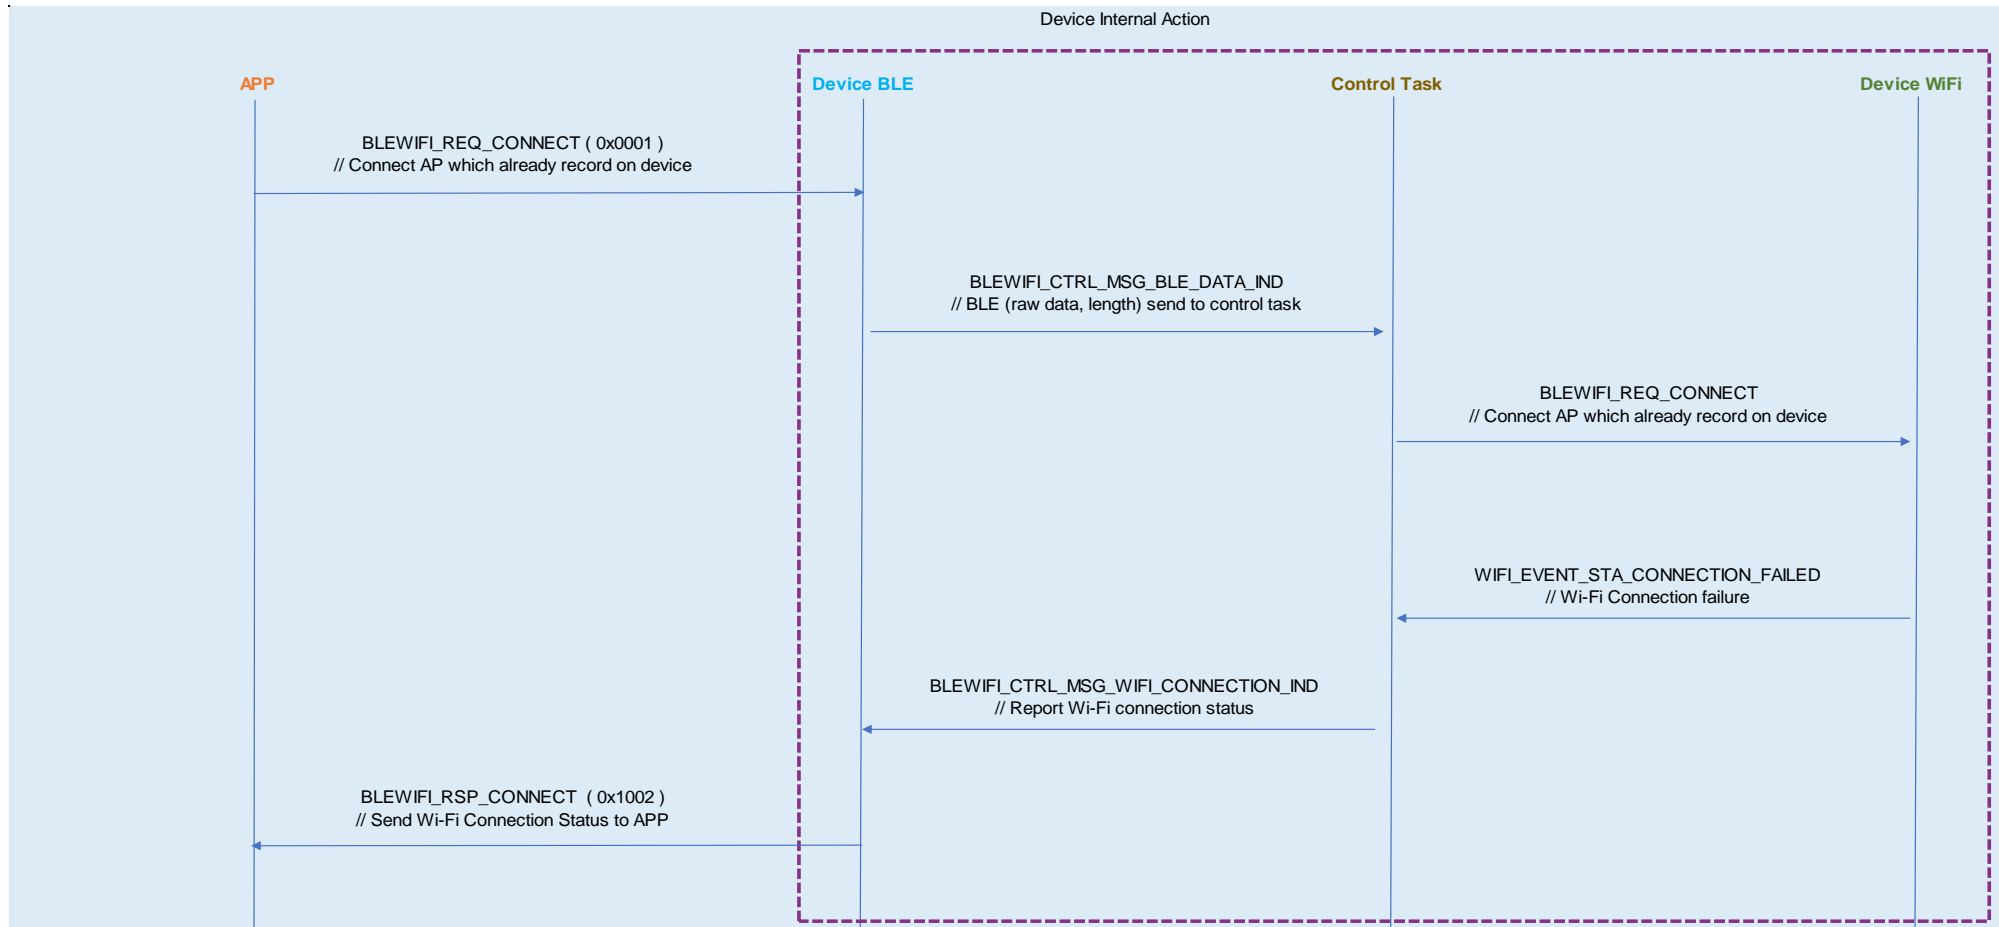 Device Internal Action
APP
Device BLE
Control Task
Device WiFi
BLEWIFI_REQ_CONNECT ( 0x0001 )
// Connect AP which already record on device
BLEWIFI_CTRL_MSG_BLE_DATA_IND
// BLE (raw data, length) send to control task
BLEWIFI_REQ_CONNECT
// Connect AP which already record on device
WIFI_EVENT_STA_CONNECTION_FAILED
// Wi-Fi Connection failure
BLEWIFI_CTRL_MSG_WIFI_CONNECTION_IND
// Report Wi-Fi connection status
BLEWIFI_RSP_CONNECT ( 0x1002 )
// Send Wi-Fi Connection Status to APP